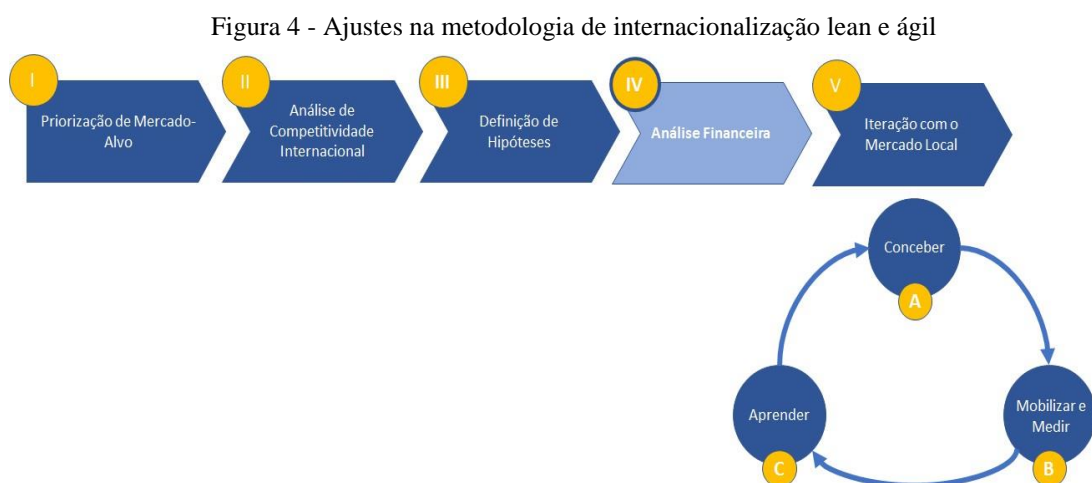 Figura 4 - Ajustes na metodologia de internacionalização lean e ágil
I
Priorização de Mercado-
Alvo
II
Análise de
Competitividade
Internacional
III
Definição de
Hipóteses
IV
Análise Financeira
V
Iteração com o
Mercado Local
Conceber
A
Mobilizar e
Medir
B
Aprender
C